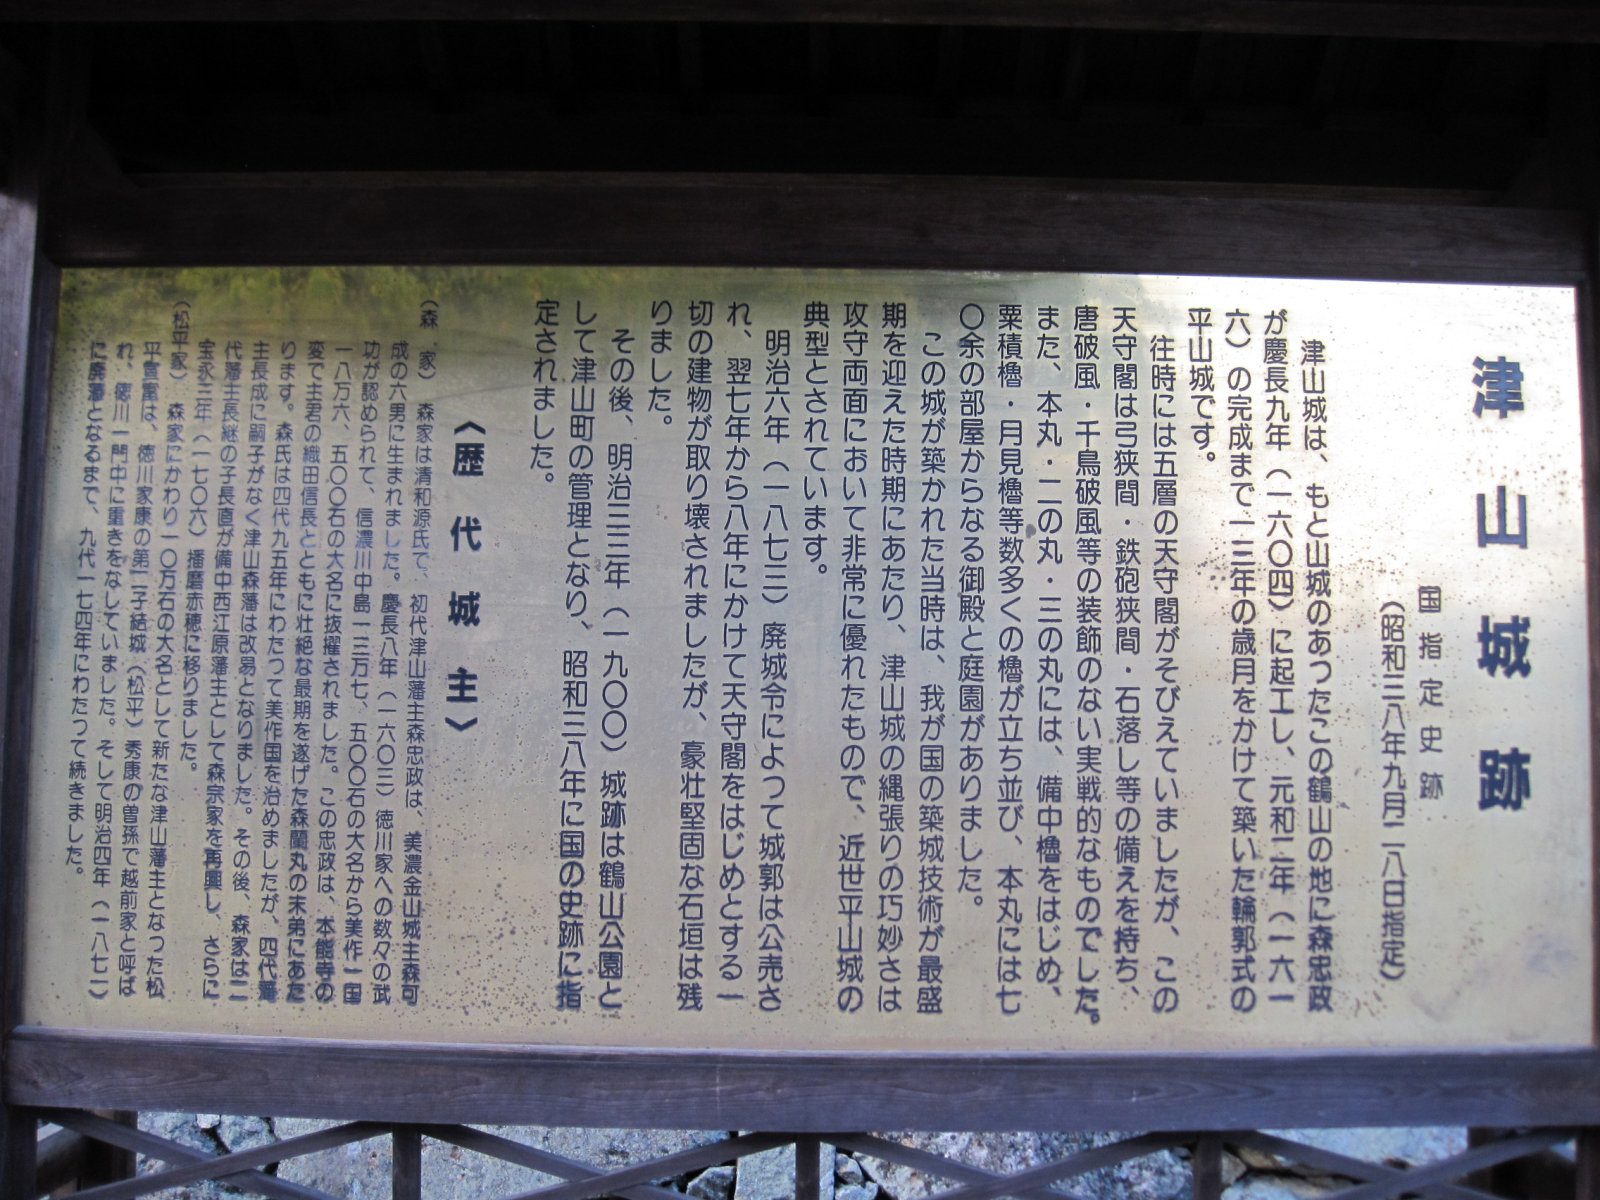 津山城跡
国指定史跡
(昭和三八年九月二八日指定)
津山城は、もと山城のあつたこの鶴山の地に森忠政
が慶長九年(一六〇四)に起工し、元和二年(一六一
六)の完成まで一三年の歳月をかけて築いた輪郭式の
平山城です。
往時には五層の天守閣がそびえていましたが、この
天守閣は弓狭間・鉄砲狭間・石落し等の備えを持ち、
唐破風・千鳥破風等の装飾のない実戦的なものでした。
また、本丸・二の丸・三の丸には、備中櫓をはじめ、
粟積櫓・月見櫓等数多くの櫓が立ち並び、本丸には七
〇余の部屋からなる御殿と庭園がありました。
この城が築かれた当時は、我が国の築城技術が最盛
期を迎えた時期にあたり、津山城の縄張りの巧妙さは
攻守両面において非常に優れたもので、近世平山城の
典型とされています。
明治六年(一八七三)廃城令によつて城郭は公売さ
れ、翌七年から八年にかけて天守閣をはじめとする一
切の建物が取り壊されましたが、豪壮堅固な石垣は残
りました。
その後、明治三三年(一九〇〇)城跡は鶴山公園と
して津山町の管理となり、昭和三八年に国の史跡に指
定されました。
〈歴代城主〉
(森 家) 森家は清和源氏で、初代津山藩主森忠政は、美濃金山城主森可
成の六男に生まれました。慶長八年(一六〇三)徳川家への数々の武
功が認められて、信濃川中島一三万七、五〇〇石の大名から美作一国
一八万六、五〇〇石の大名に抜擢されました。この忠政は、本能寺の
変で主君の織田信長とともに壮絶な最期を遂げた森蘭丸の末弟にあた
ります。森氏は四代九五年にわたつて美作国を治めましたが、四代藩
主長成に嗣子がなく津山森藩は改易となりました。その後、森家は二
代藩主長継の子長直が備中西江原藩主として森宗家を再興し、さらに
宝永三年(一七〇六)播磨赤穂に移りました。
(松平家) 森家にかわり一〇万石の大名として新たな津山藩主となつた松
平宣富は、徳川家康の第二子結城(松平)秀康の曽孫で越前家と呼ば
れ、徳川一門中に重きをなしていました。そして明治四年(一八七一)
に廃藩となるまで、九代一七四年にわたつて続きました。